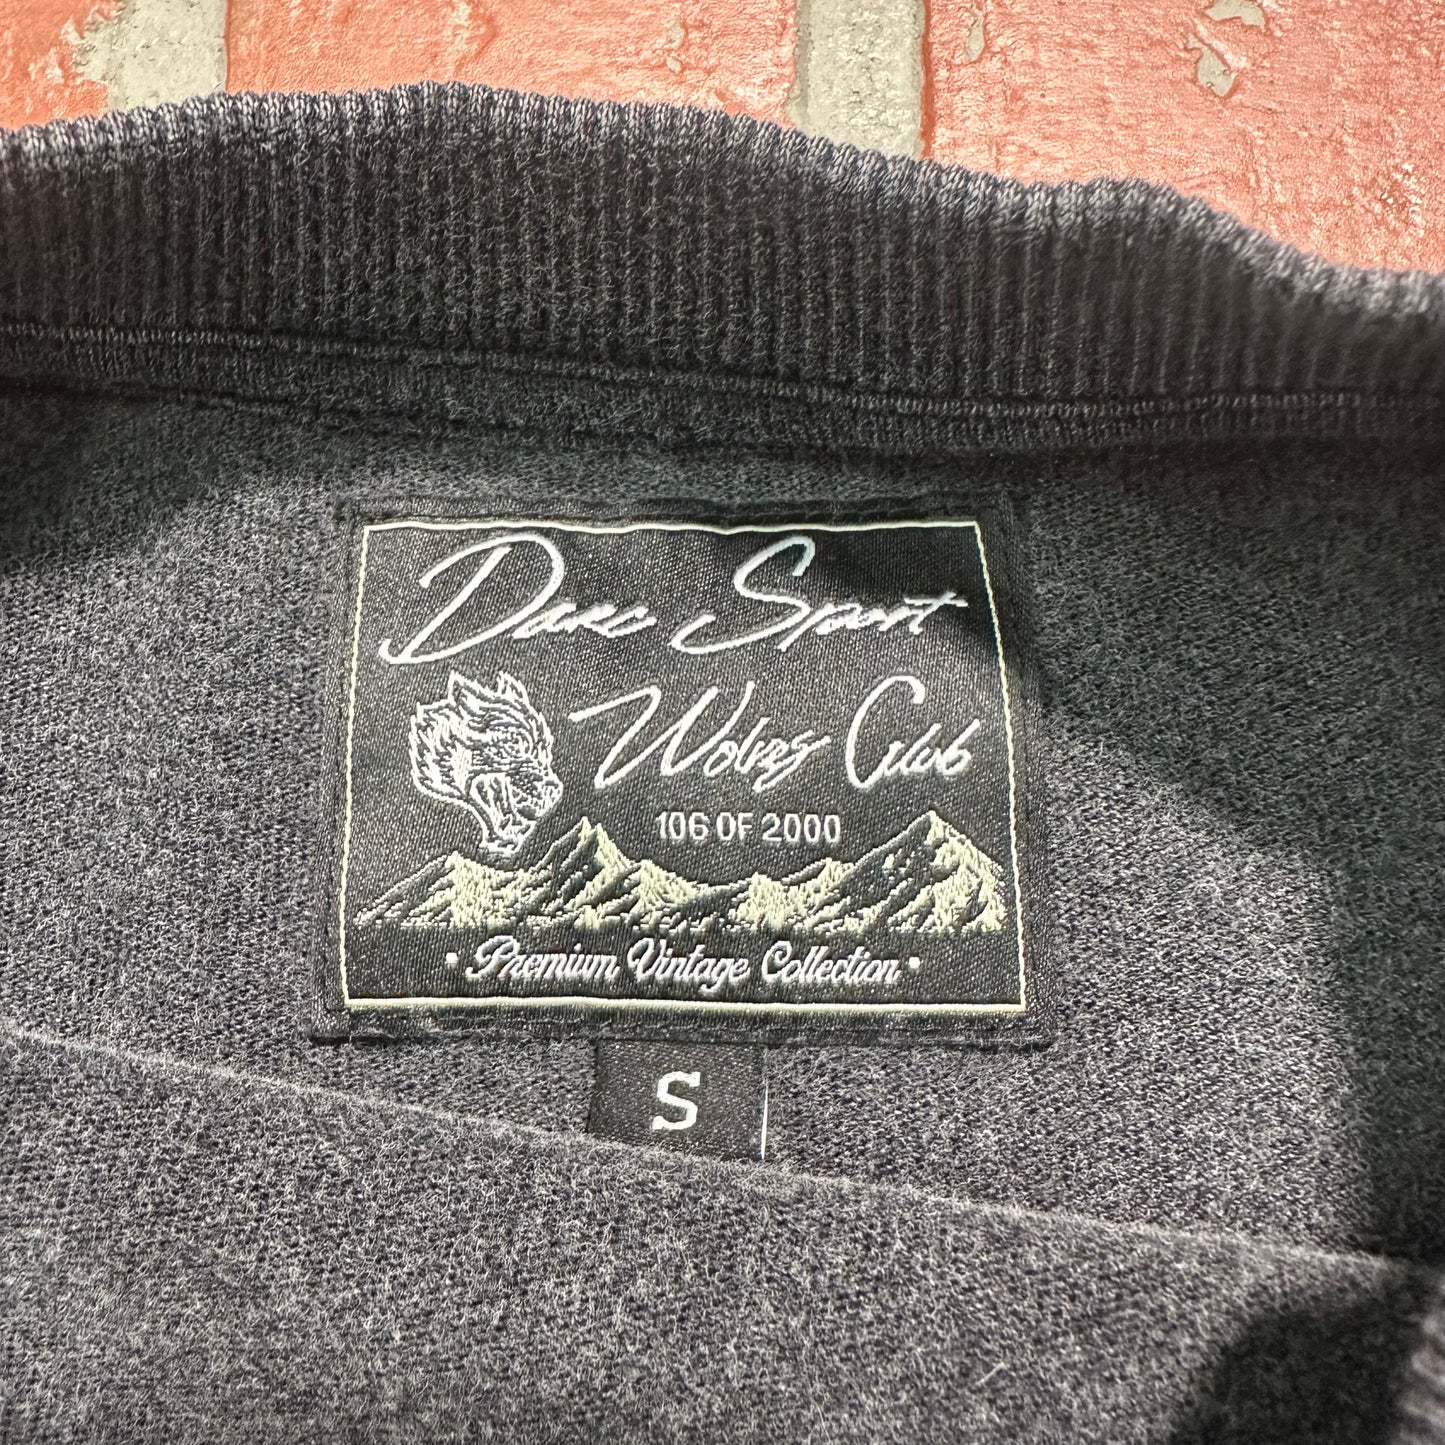 Darc Sport
Wolves Club
106 OF 2000
• Premium Vintage Collection •
S